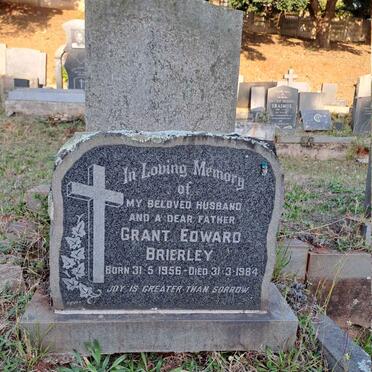 In Loving Memory
of
MY BELOVED HUSBAND
AND A DEAR FATHER
GRANT EDWARD
BRIERLEY
BORN 31·5·1956 - DIED 31·3·1984
JOY IS GREATER THAN SORROW
ERASMUS